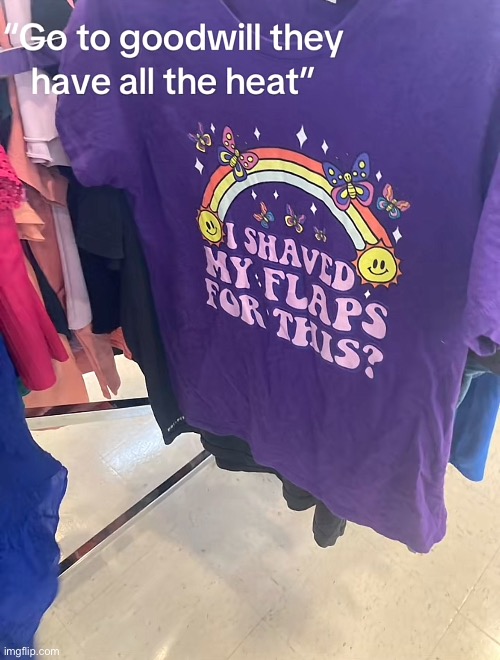 “Go to goodwill they
have all the heat”
I SHAVED
MY FLAPS
FOR THIS?
imgflip.com